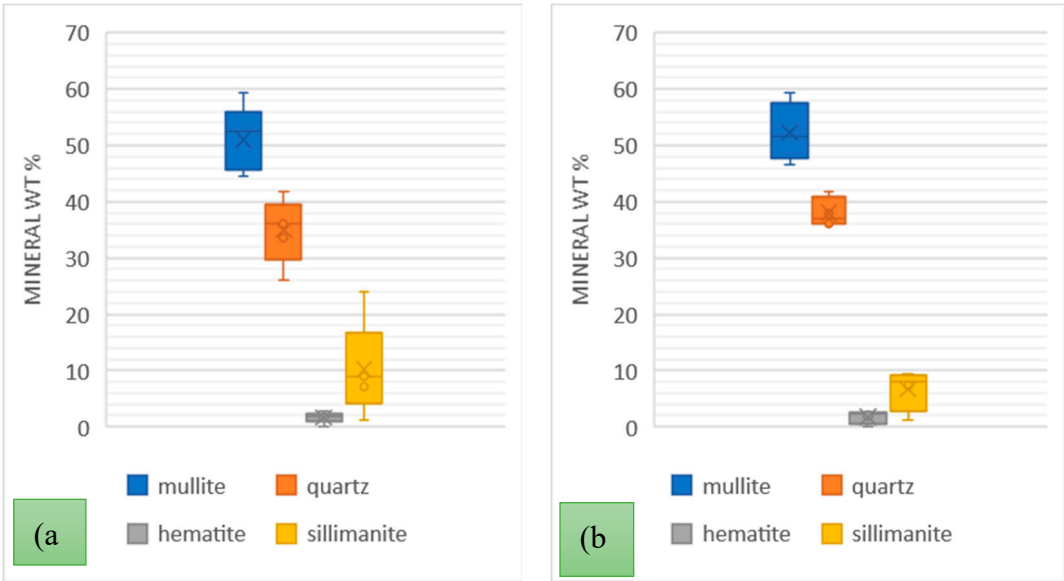 MINERAL WT %
70
60
50
40
30
20
10
0
mullite
quartz
hematite
sillimanite
(a
MINERAL WT %
70
60
50
40
30
20
10
0
mullite
quartz
hematite
sillimanite
(b